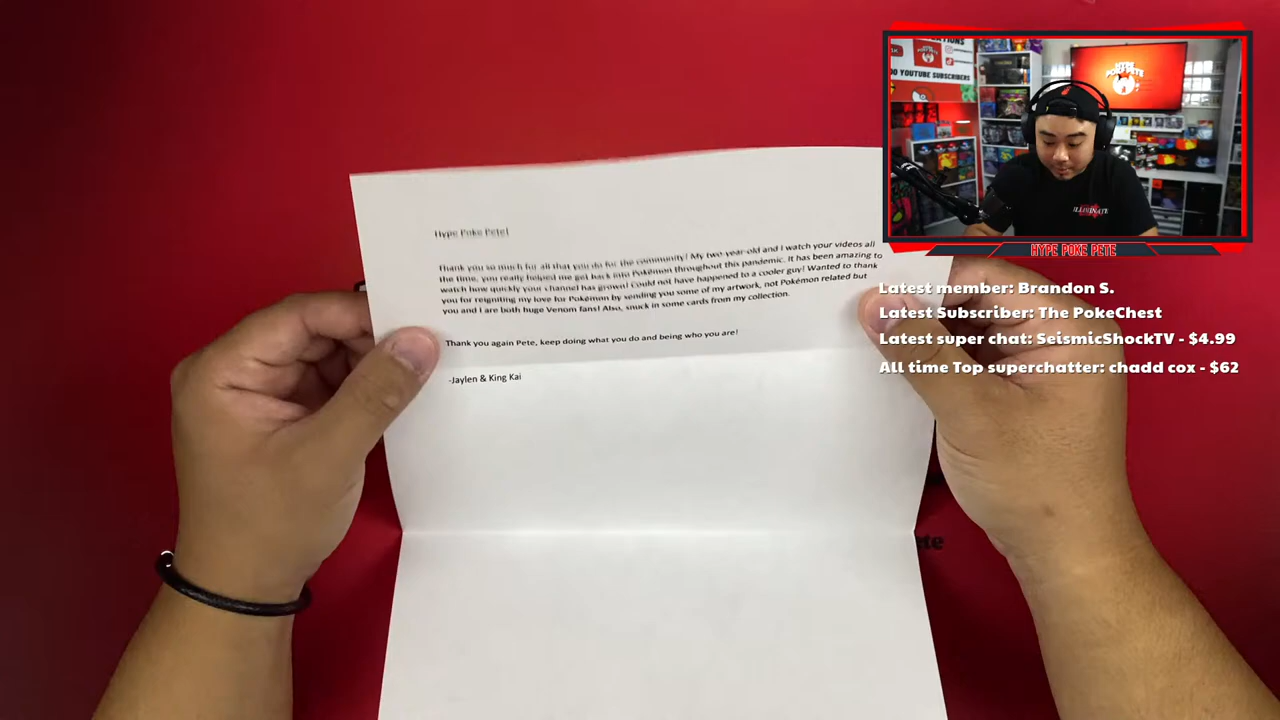 Hype Poke Pete!
Thank you so much for all that you do for the community! My two-year-old and I watch your videos all
the time, you really helped me get back into Pokémon throughout this pandemic. It has been amazing to
watch how quickly your channel has grown! Could not have happened to a cooler guy! Wanted to thank
you for reigniting my love for Pokémon by sending you some of my artwork, not Pokémon related but
you and I are both huge Venom fans! Also, snuck in some cards from my collection.
Thank you again Pete, keep doing what you do and being who you are!
-Jaylen & King Kai
YOUTUBE SUBSCRIBERS
HYPE
POKE PETE
ILLUMINATE
HYPE POKE PETE
Latest member: Brandon S.
Latest Subscriber: The PokeChest
Latest super chat: SeismicShockTV - $4.99
All time Top superchatter: chadd cox - $62